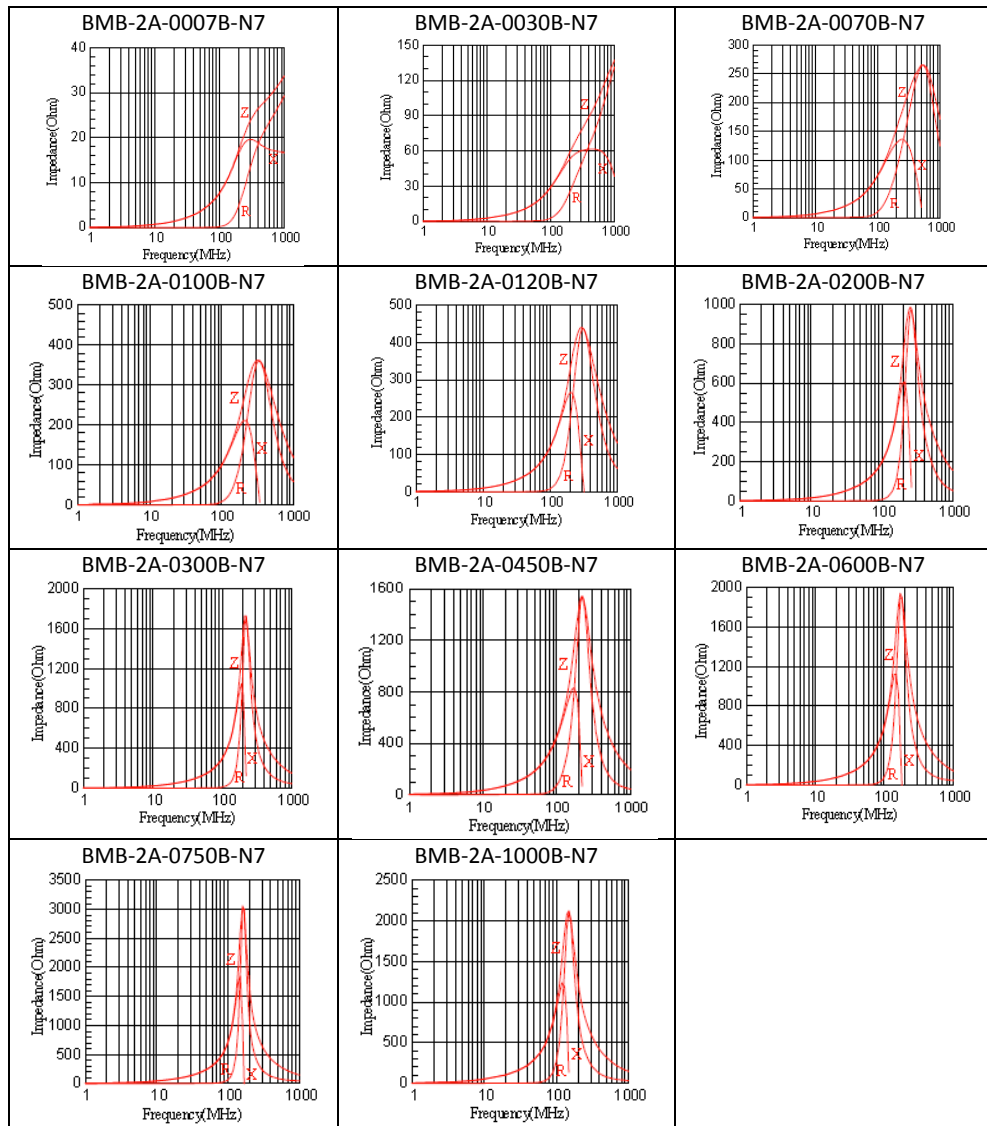 BMB-2A-0007B-N7
40
30
20
10
0
1 10 100 1000
Impedance(Ohm)
Frequency(MHz)
Z
X
R
BMB-2A-0030B-N7
150
120
90
60
30
0
1 10 100 1000
Impedance(Ohm)
Frequency(MHz)
Z
X
R
BMB-2A-0070B-N7
300
250
200
150
100
50
0
1 10 100 1000
Impedance(Ohm)
Frequency(MHz)
Z
X
R
BMB-2A-0100B-N7
500
400
300
200
100
0
1 10 100 1000
Impedance(Ohm)
Frequency(MHz)
Z
X
R
BMB-2A-0120B-N7
500
400
300
200
100
0
1 10 100 1000
Impedance(Ohm)
Frequency(MHz)
Z
X
R
BMB-2A-0200B-N7
1000
800
600
400
200
0
1 10 100 1000
Impedance(Ohm)
Frequency(MHz)
Z
X
R
BMB-2A-0300B-N7
2000
1600
1200
800
400
0
1 10 100 1000
Impedance(Ohm)
Frequency(MHz)
Z
X
R
BMB-2A-0450B-N7
1600
1200
800
400
0
1 10 100 1000
Impedance(Ohm)
Frequency(MHz)
Z
X
R
BMB-2A-0600B-N7
2000
1600
1200
800
400
0
1 10 100 1000
Impedance(Ohm)
Frequency(MHz)
Z
X
R
BMB-2A-0750B-N7
3500
3000
2500
2000
1500
1000
500
0
1 10 100 1000
Impedance(Ohm)
Frequency(MHz)
Z
R
X
BMB-2A-1000B-N7
2500
2000
1500
1000
500
0
1 10 100 1000
Impedance(Ohm)
Frequency(MHz)
Z
X
R